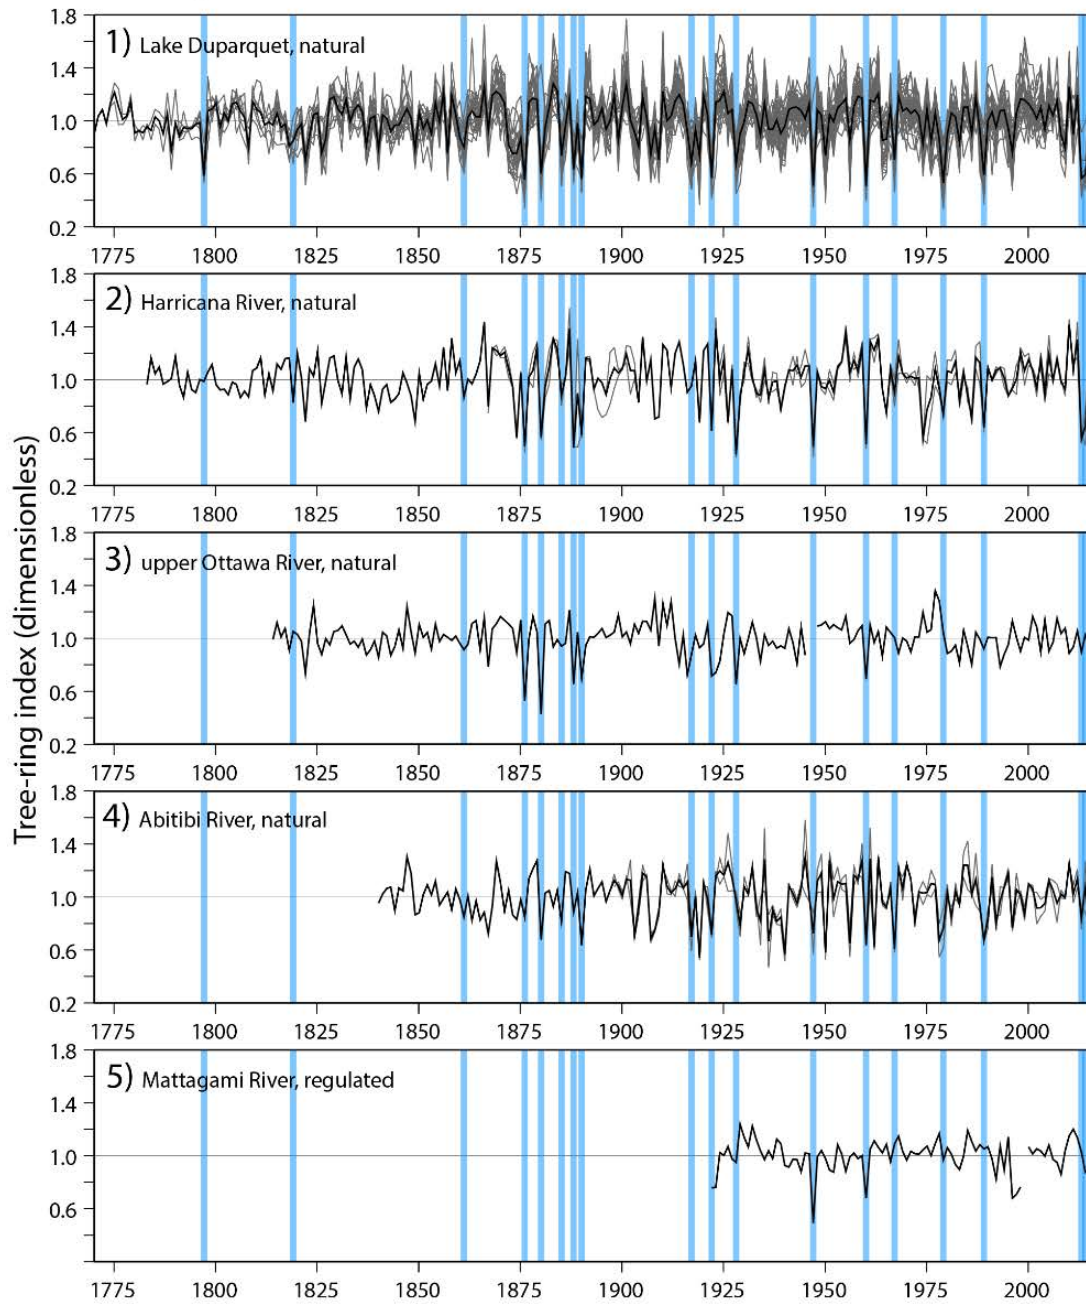 Tree-ring index (dimensionless)
1.8
1) Lake Duparquet, natural
1.4
1.0
0.6
0.2
1775 1800 1825 1850 1875 1900 1925 1950 1975 2000
1.8
2) Harricana River, natural
1.4
1.0
0.6
0.2
1775 1800 1825 1850 1875 1900 1925 1950 1975 2000
1.8
3) upper Ottawa River, natural
1.4
1.0
0.6
0.2
1775 1800 1825 1850 1875 1900 1925 1950 1975 2000
1.8
4) Abitibi River, natural
1.4
1.0
0.6
0.2
1775 1800 1825 1850 1875 1900 1925 1950 1975 2000
1.8
5) Mattagami River, regulated
1.4
1.0
0.6
1775 1800 1825 1850 1875 1900 1925 1950 1975 2000